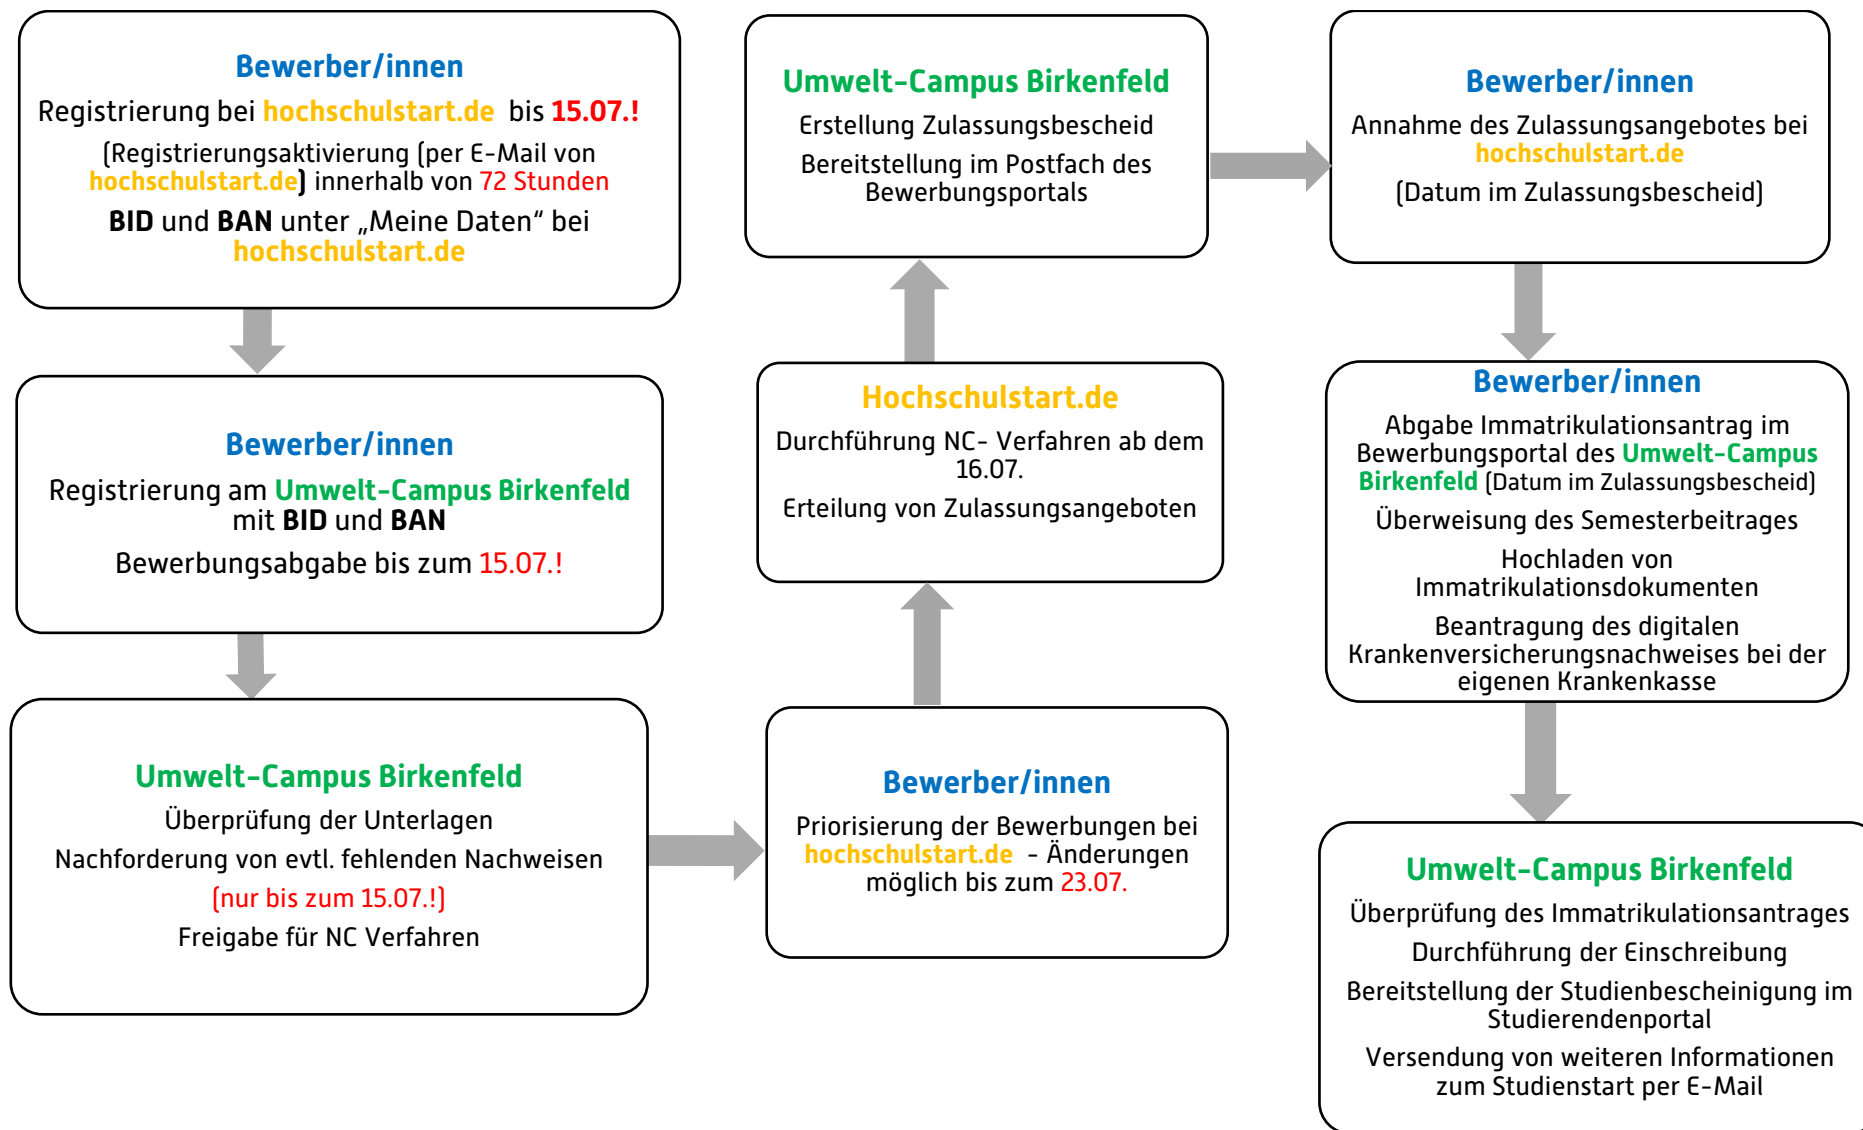 Bewerber/innen
Registrierung bei hochschulstart.de bis 15.07.!
(Registrierungsaktivierung (per E-Mail von
hochschulstart.de) innerhalb von 72 Stunden
BID und BAN unter „Meine Daten“ bei
hochschulstart.de
Bewerber/innen
Registrierung am Umwelt-Campus Birkenfeld
mit BID und BAN
Bewerbungsabgabe bis zum 15.07.!
Umwelt-Campus Birkenfeld
Überprüfung der Unterlagen
Nachforderung von evtl. fehlenden Nachweisen
(nur bis zum 15.07.!)
Freigabe für NC Verfahren
Bewerber/innen
Priorisierung der Bewerbungen bei
hochschulstart.de - Änderungen
möglich bis zum 23.07.
Hochschulstart.de
Durchführung NC- Verfahren ab dem
16.07.
Erteilung von Zulassungsangeboten
Umwelt-Campus Birkenfeld
Erstellung Zulassungsbescheid
Bereitstellung im Postfach des
Bewerbungsportals
Bewerber/innen
Annahme des Zulassungsangebotes bei
hochschulstart.de
(Datum im Zulassungsbescheid)
Bewerber/innen
Abgabe Immatrikulationsantrag im
Bewerbungsportal des Umwelt-Campus
Birkenfeld (Datum im Zulassungsbescheid)
Überweisung des Semesterbeitrages
Hochladen von
Immatrikulationsdokumenten
Beantragung des digitalen
Krankenversicherungsnachweises bei der
eigenen Krankenkasse
Umwelt-Campus Birkenfeld
Überprüfung des Immatrikulationsantrages
Durchführung der Einschreibung
Bereitstellung der Studienbescheinigung im
Studierendenportal
Versendung von weiteren Informationen
zum Studienstart per E-Mail